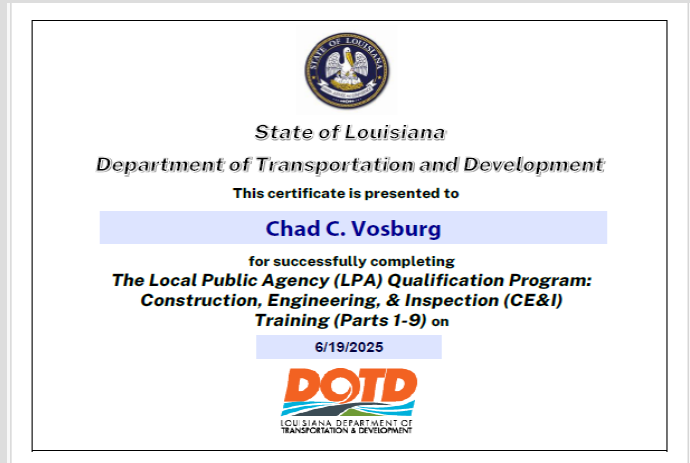 STATE OF LOUISIANA
State of Louisiana
Department of Transportation and Development
This certificate is presented to
Chad C. Vosburg
for successfully completing
The Local Public Agency (LPA) Qualification Program:
Construction, Engineering, & Inspection (CE&I)
Training (Parts 1-9) on
6/19/2025
DOTD
LOUISIANA DEPARTMENT OF
TRANSPORTATION & DEVELOPMENT